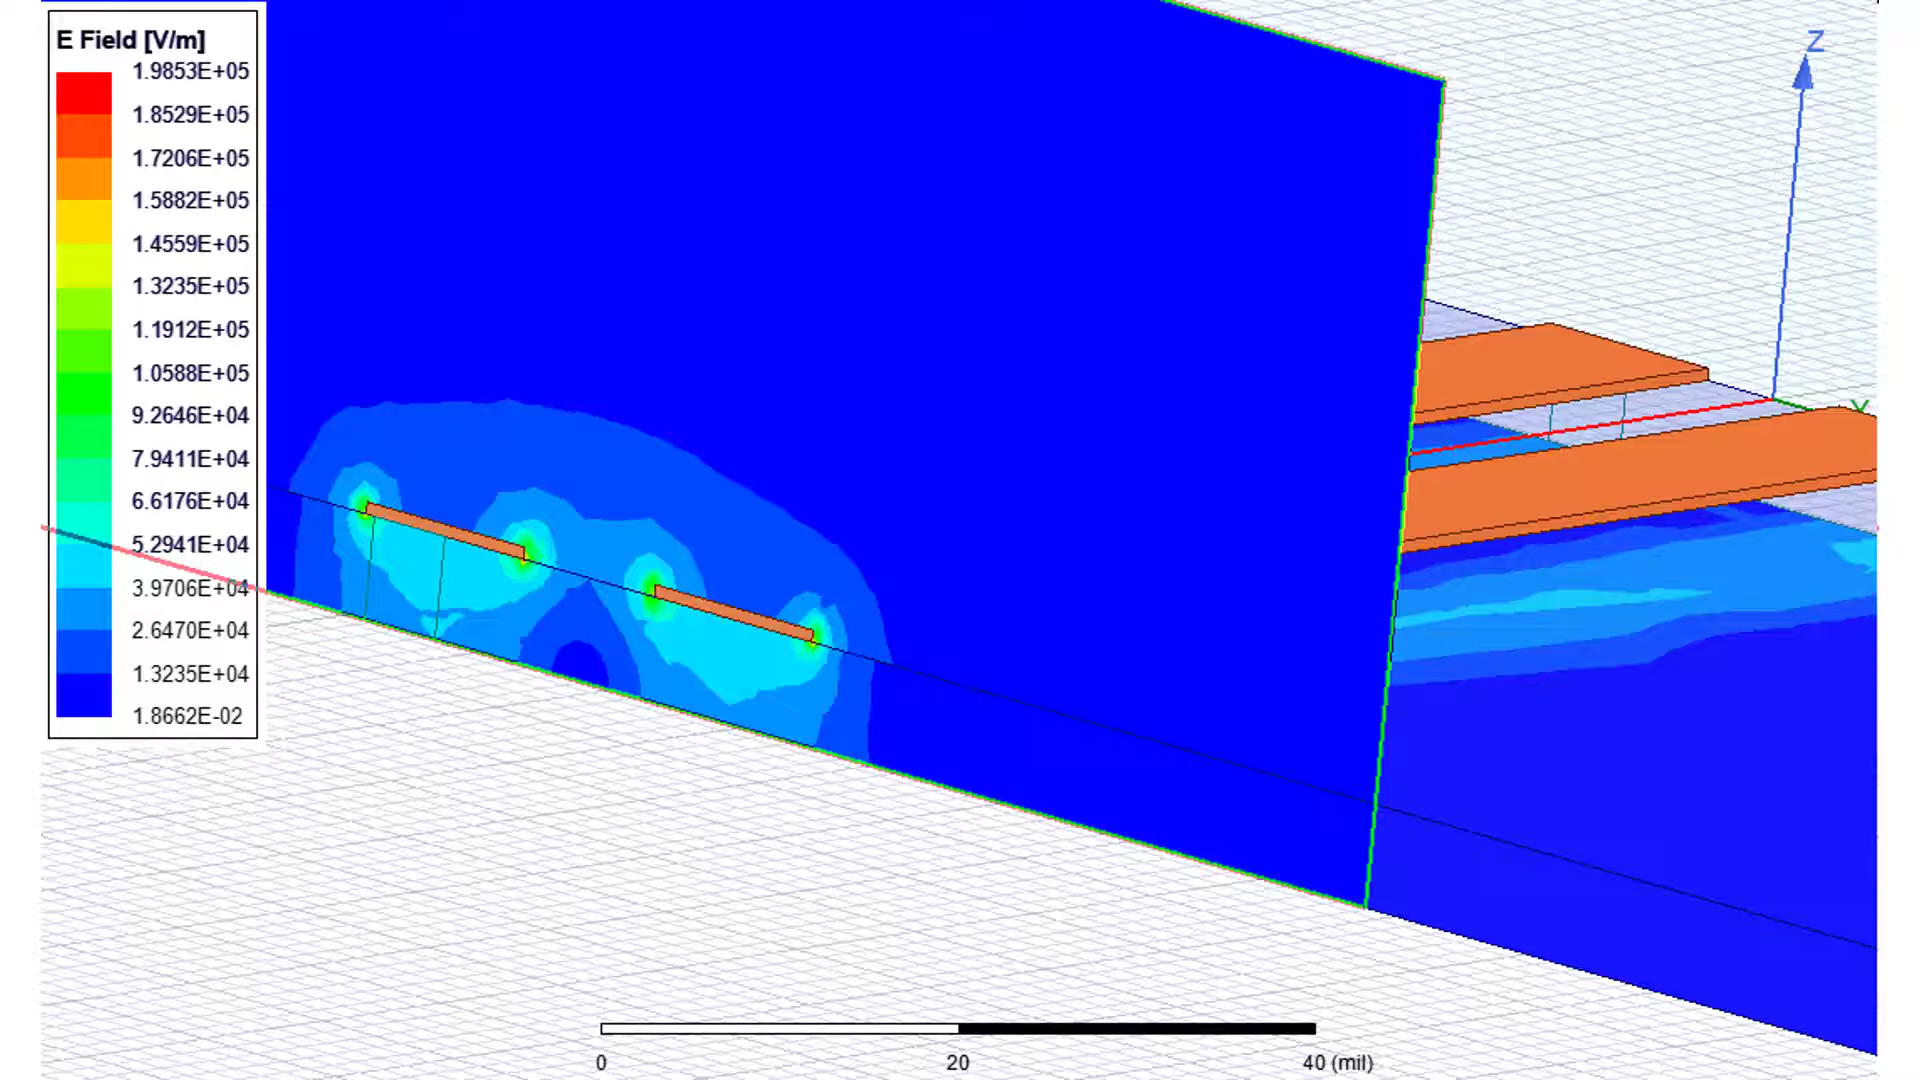 E Field [V/m]
1.9853E+05
1.8529E+05
1.7206E+05
1.5882E+05
1.4559E+05
1.3235E+05
1.1912E+05
1.0588E+05
9.2646E+04
7.9411E+04
6.6176E+04
5.2941E+04
3.9706E+04
2.6470E+04
1.3235E+04
1.8662E-02
Z
Y
0 20 40 (mil)